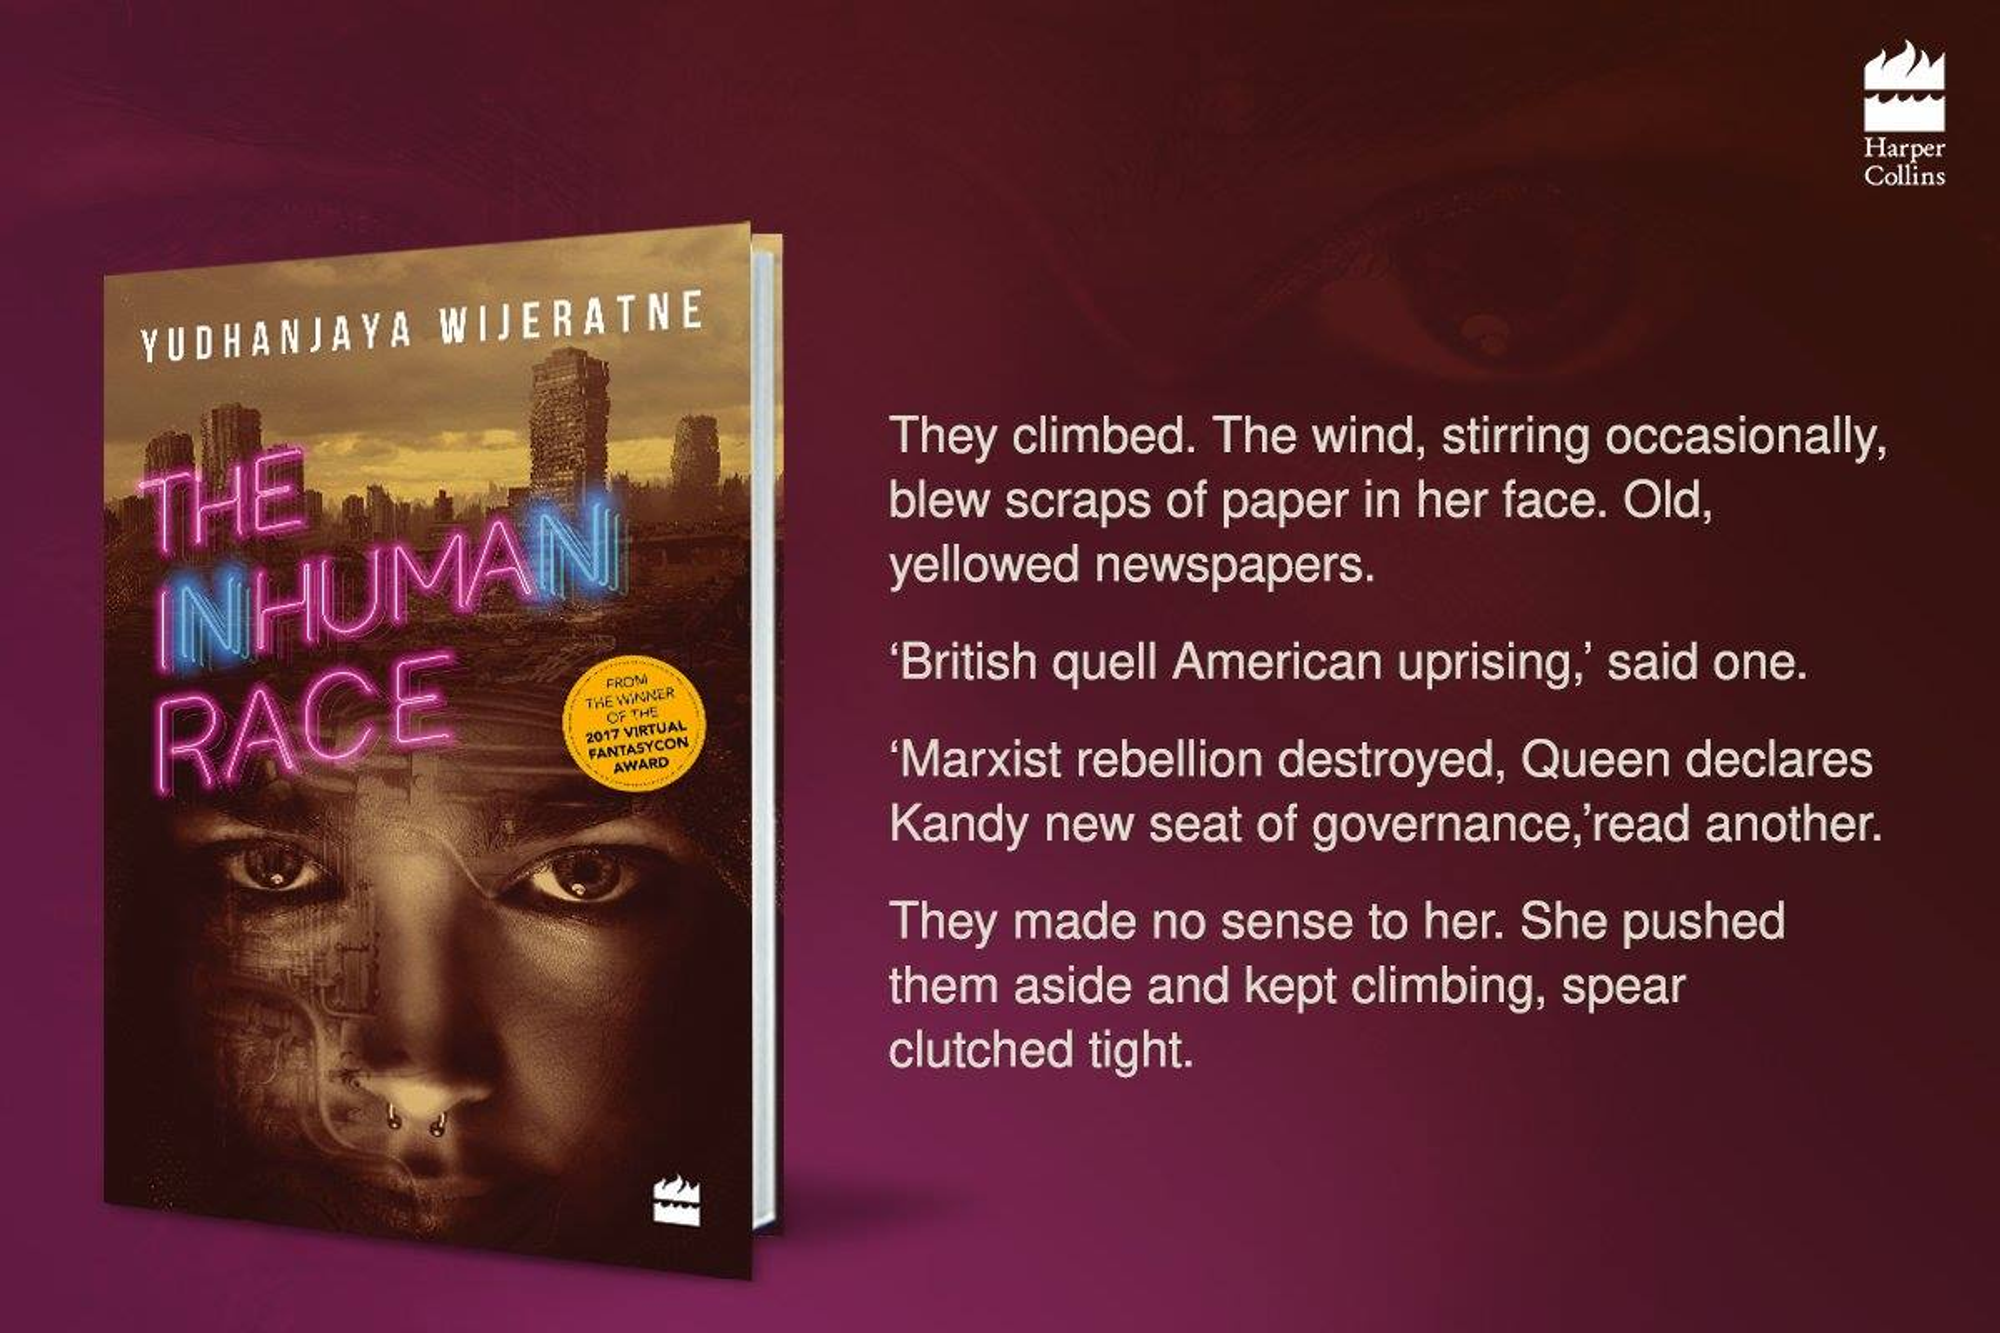 Harper
Collins
YUDHANJAYA WIJERATNE
THE
INHUMAN
RACE
FROM
THE WINNER
OF THE
2017 VIRTUAL
FANTASYCON
AWARD
They climbed. The wind, stirring occasionally,
blew scraps of paper in her face. Old,
yellowed newspapers.
‘British quell American uprising,’ said one.
‘Marxist rebellion destroyed, Queen declares
Kandy new seat of governance,’read another.
They made no sense to her. She pushed
them aside and kept climbing, spear
clutched tight.